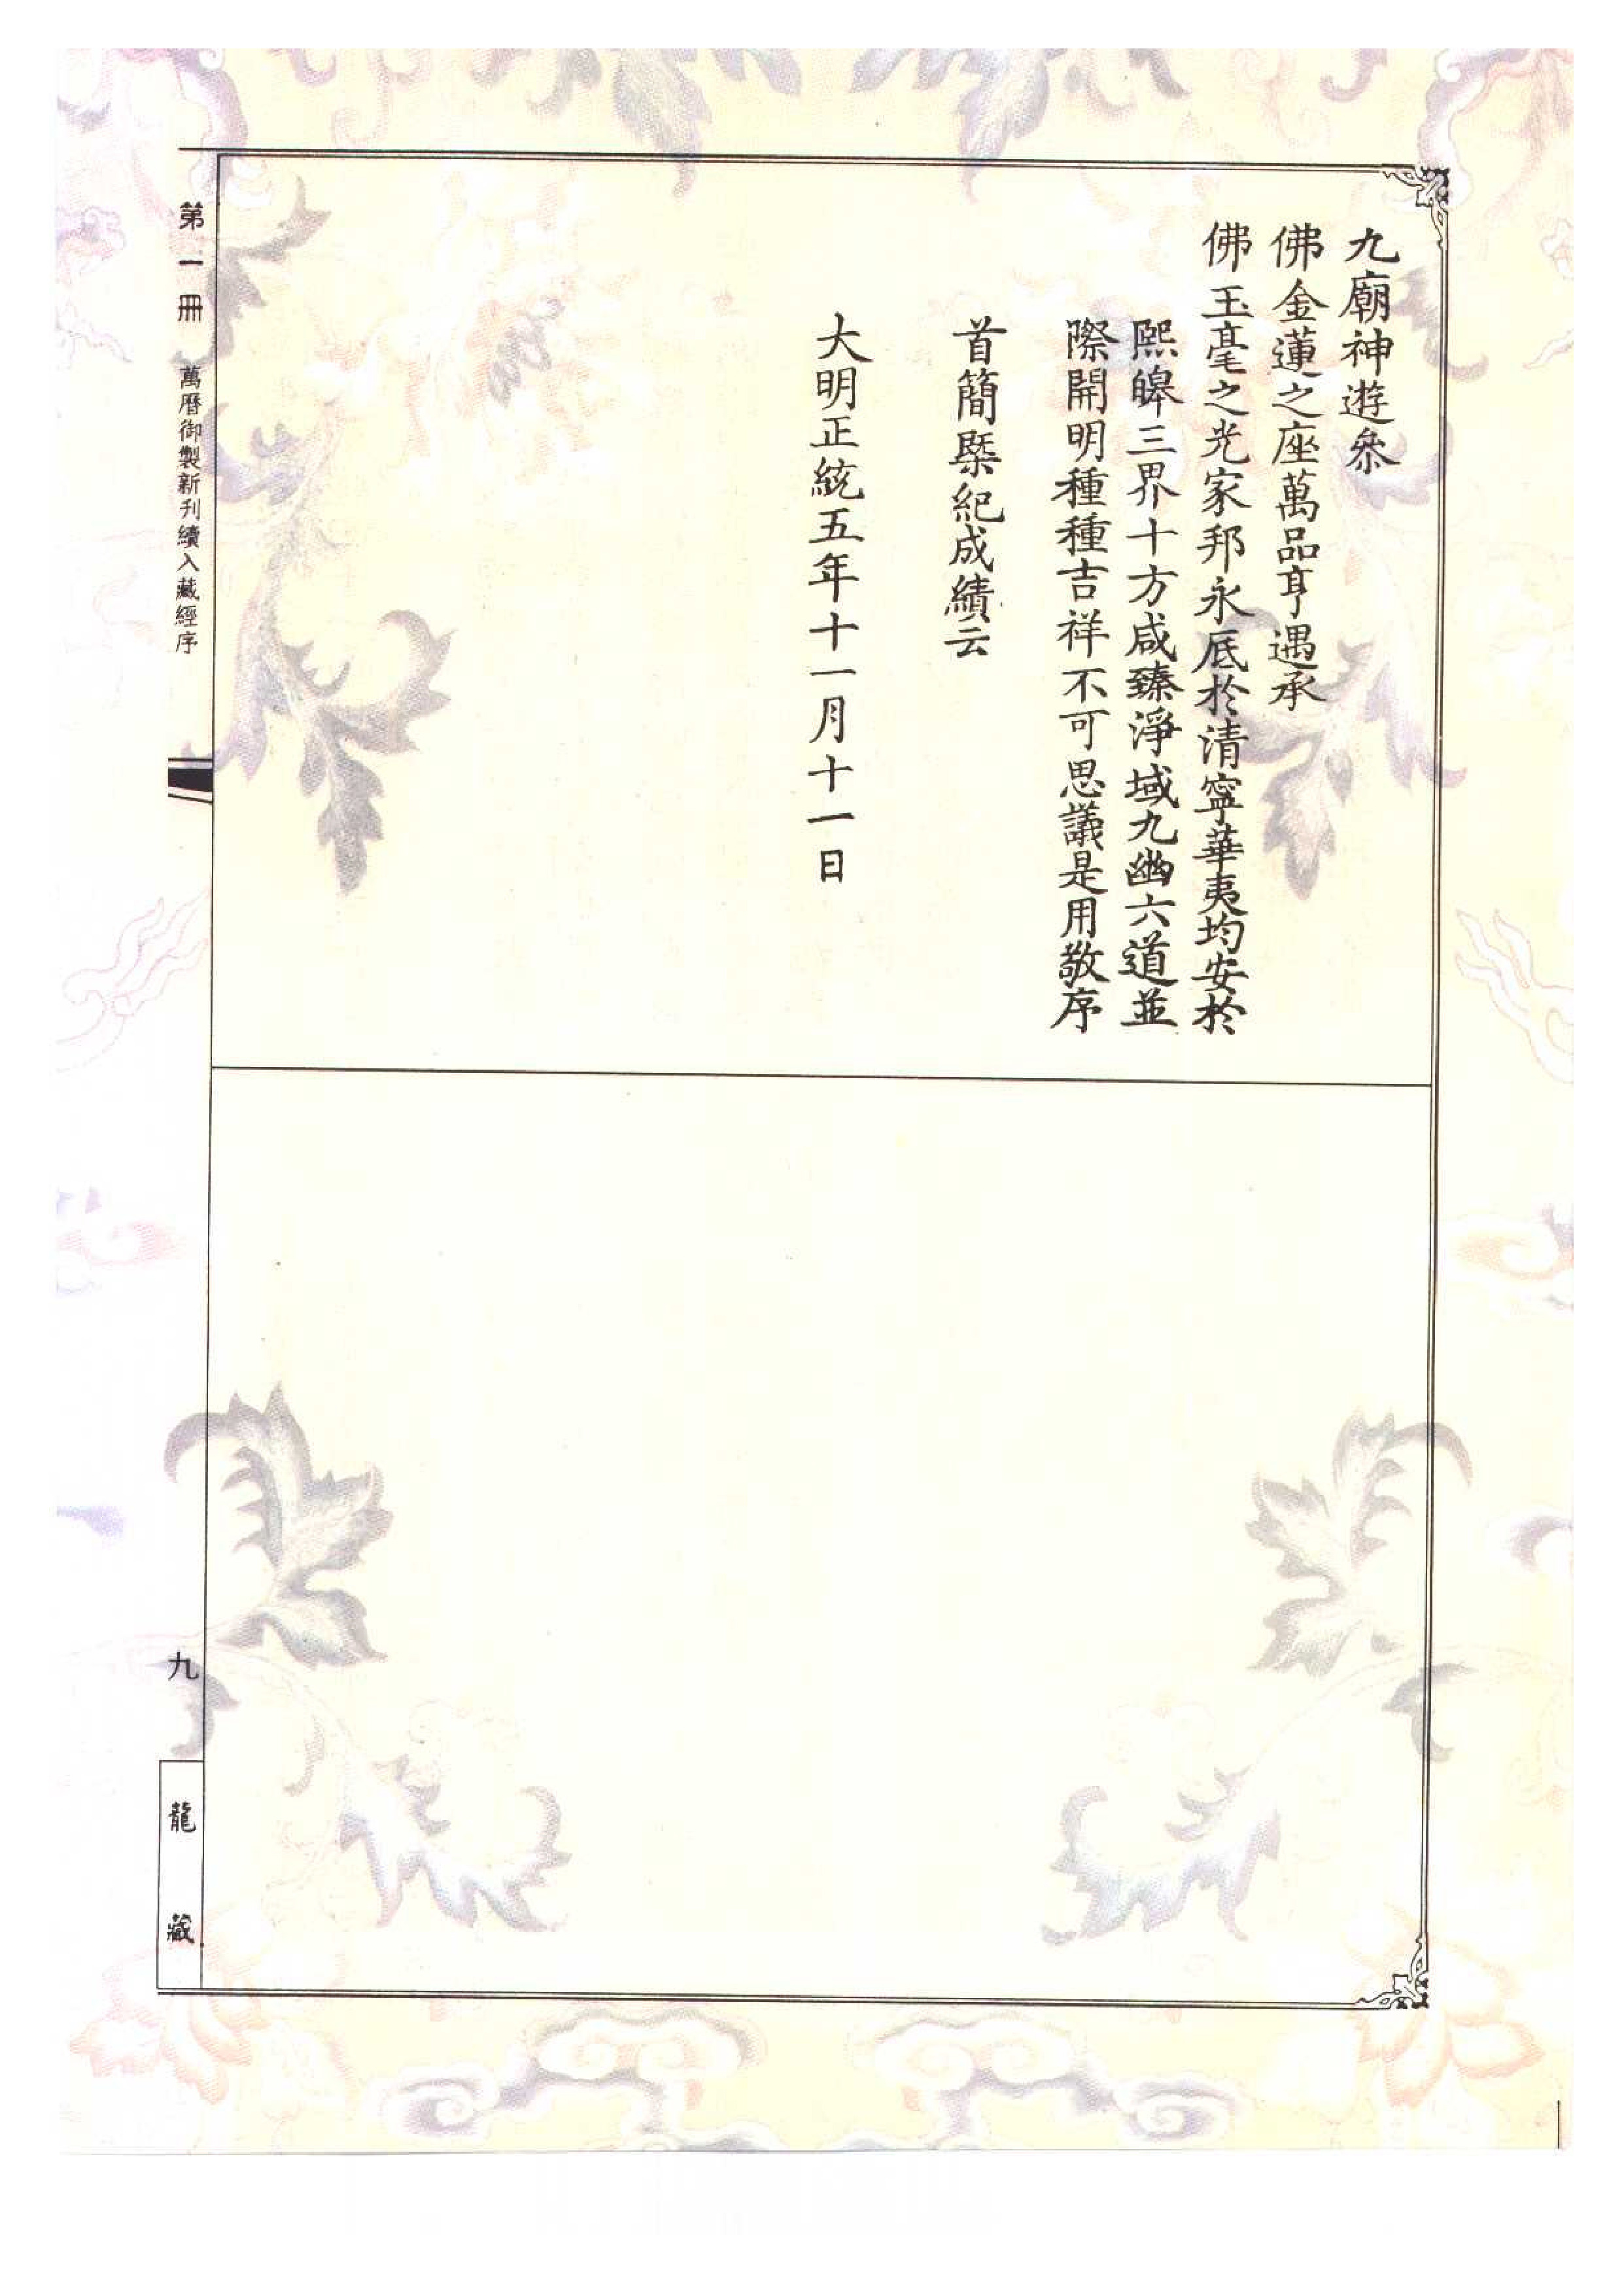 九廟神遊叅
佛金蓮之座萬品亨遇承
佛玉毫之光家邦永底於清寧華夷均安於
熙皞三界十方咸臻淨域九幽六道並
際開明種種吉祥不可思議是用敬序
首簡槩紀成績云
大明正統五年十一月十一日
第一冊 萬曆御製新刊續入藏經序
九
龍藏